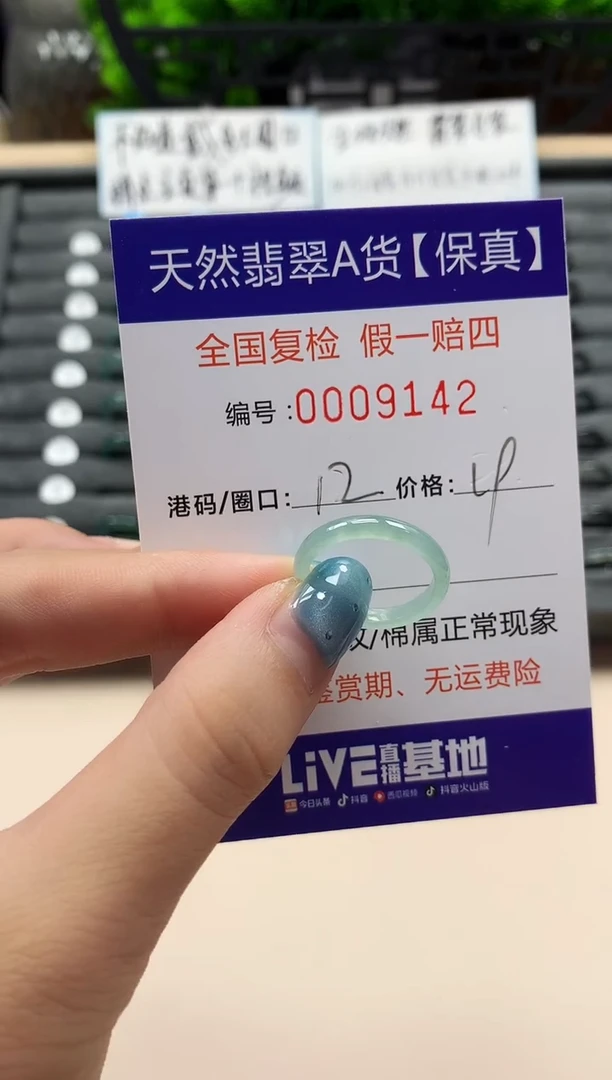 天然翡翠A货【保真】
全国复检 假一赔四
编号:0009142
港码/圈口: 12 价格:
/棉属正常现象
赏期、无运费险
LiVE直播基地
今日头条 抖音 西瓜视频 抖音火山版